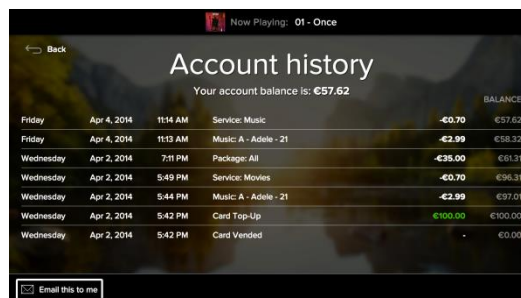 Now Playing: 01 - Once
Back
Account history
Your account balance is: €57.62
BALANCE
Friday Apr 4, 2014 11:14 AM Service: Music -€0.70 €57.62
Friday Apr 4, 2014 11:13 AM Music: A - Adele - 21 -€2.99 €58.32
Wednesday Apr 2, 2014 7:11 PM Package: All -€35.00 €61.31
Wednesday Apr 2, 2014 5:49 PM Service: Movies -€0.70 €96.31
Wednesday Apr 2, 2014 5:44 PM Music: A - Adele - 21 -€2.99 €97.01
Wednesday Apr 2, 2014 5:42 PM Card Top-Up €100.00 €100.00
Wednesday Apr 2, 2014 5:42 PM Card Vended - €0.00
Email this to me